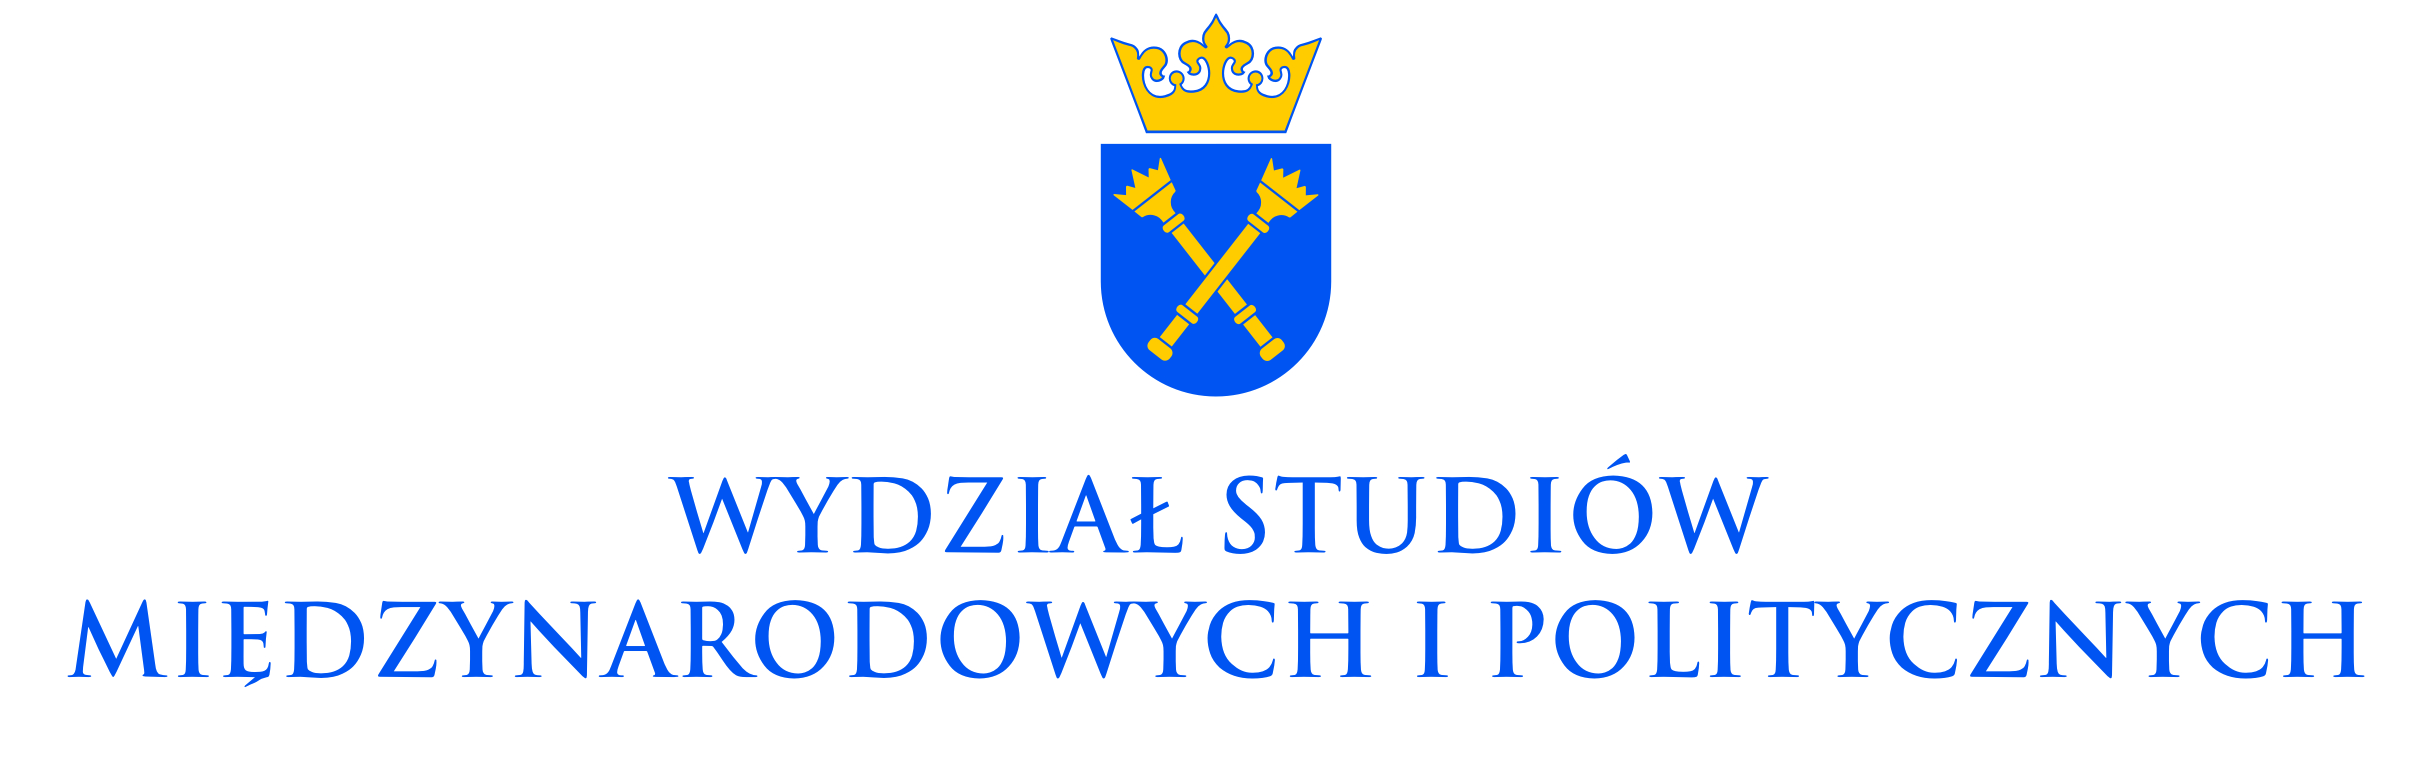 WYDZIAŁ STUDIÓW
MIĘDZYNARODOWYCH I POLITYCZNYCH